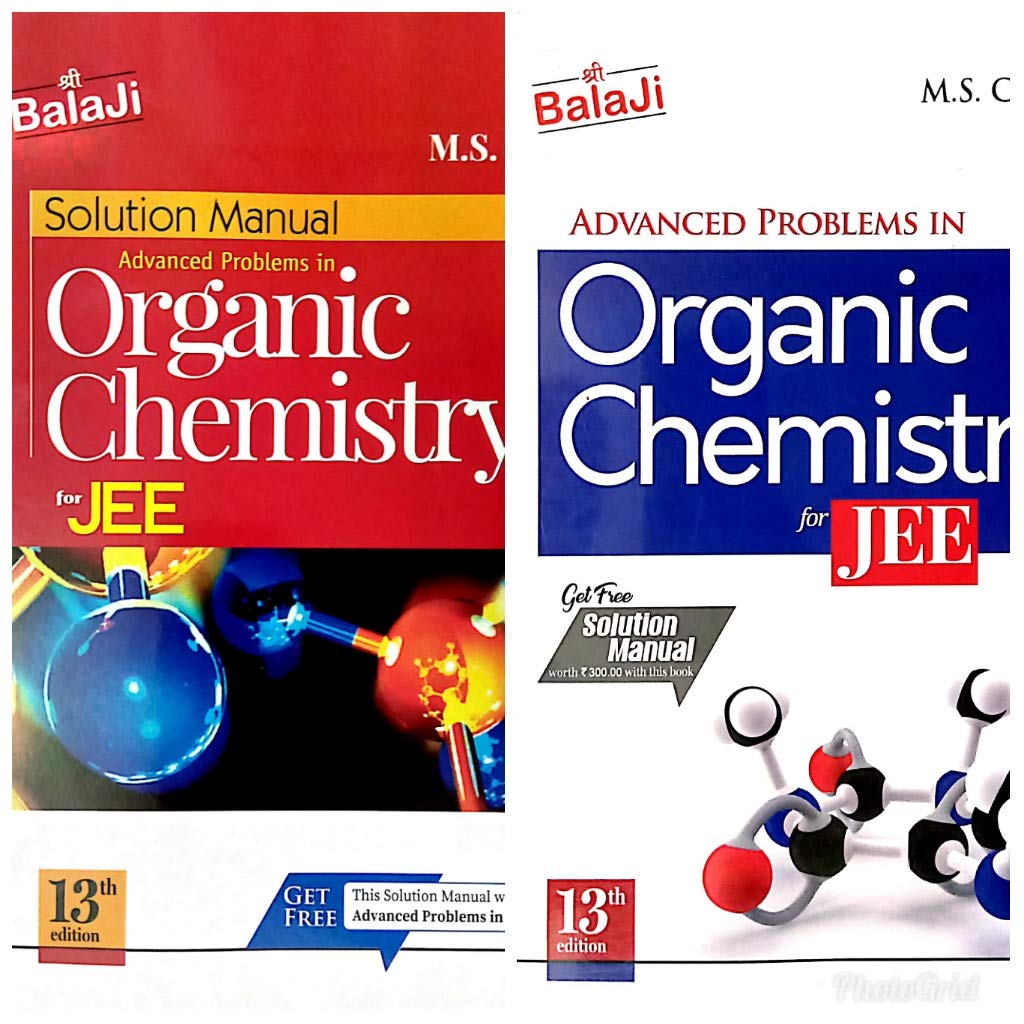 श्री
BalaJi
M.S.
Solution Manual
Advanced Problems in
Organic
Chemistry
for JEE
13th
edition
GET
FREE
This Solution Manual w
Advanced Problems in
श्री
BalaJi
M.S. C
ADVANCED PROBLEMS IN
Organic
Chemistr
for JEE
Get Free
Solution
Manual
worth ₹ 300.00 with this book
13th
edition
PhotoGrid